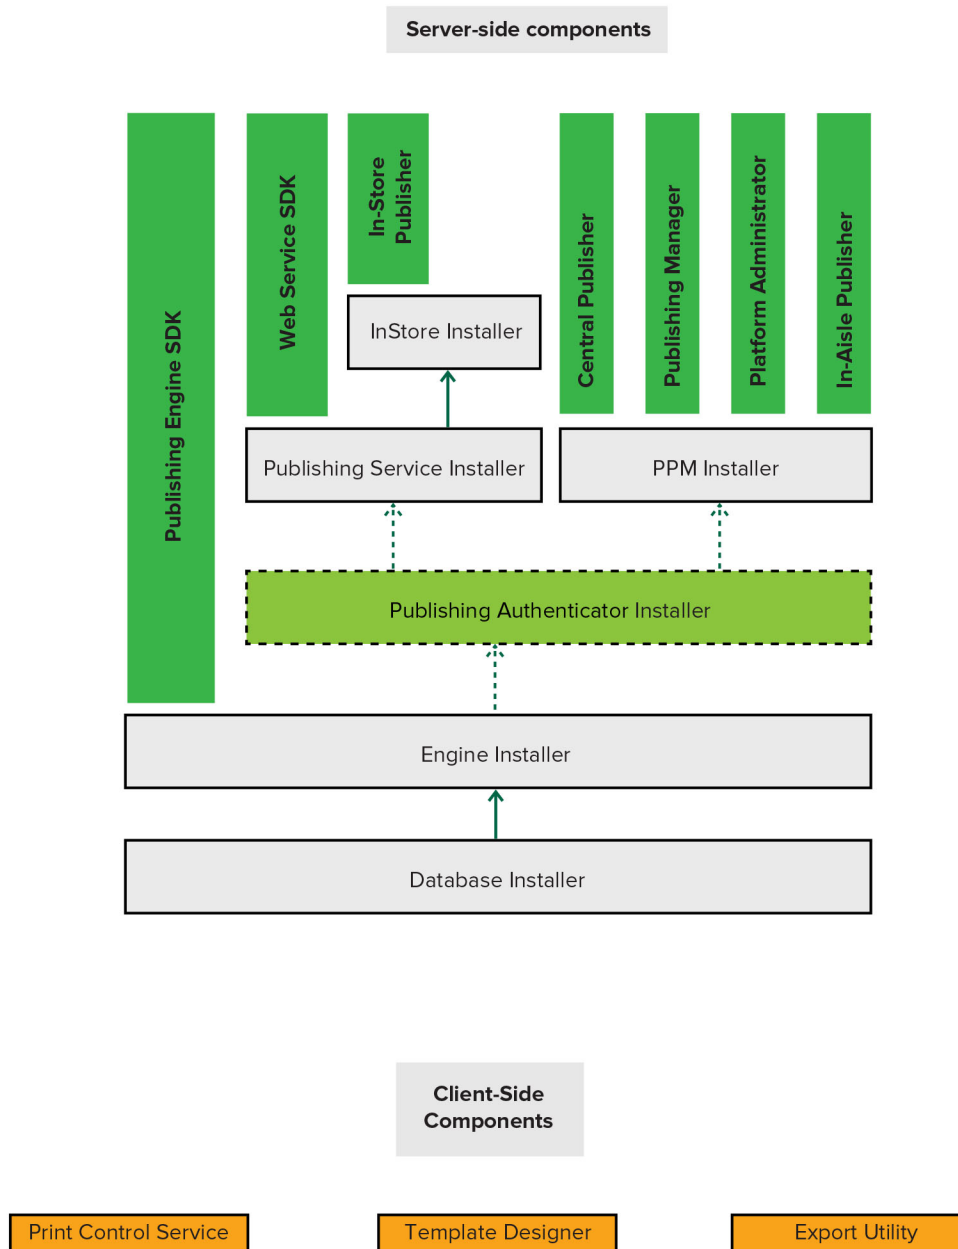 Server-side components
Publishing Engine SDK
Web Service SDK
In-Store
Publisher
Central Publisher
Publishing Manager
Platform Administrator
In-Aisle Publisher
InStore Installer
Publishing Service Installer
PPM Installer
Publishing Authenticator Installer
Engine Installer
Database Installer
Client-Side
Components
Print Control Service
Template Designer
Export Utility